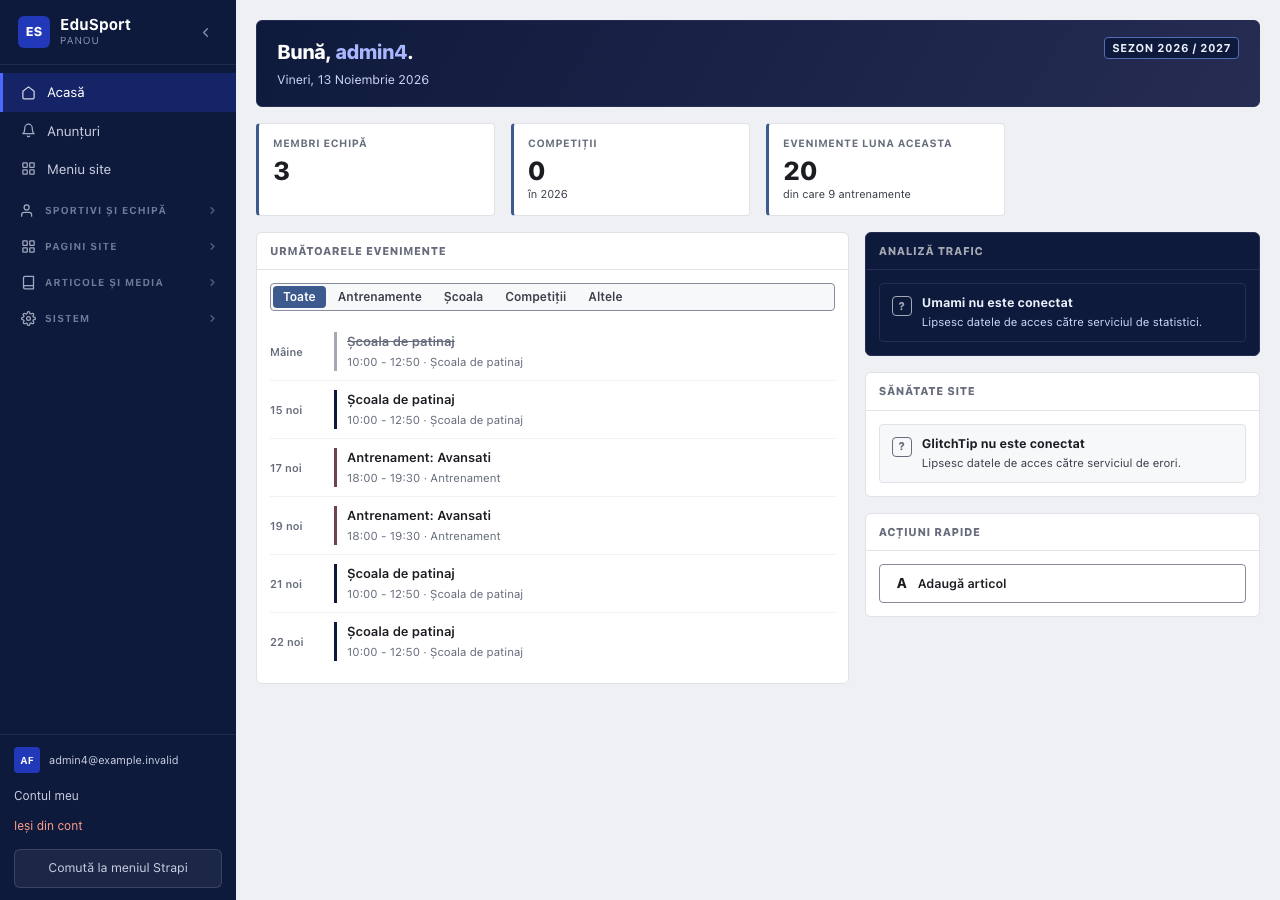 ES
EduSport
PANOU
Acasă
Anunțuri
Meniu site
SPORTIVI ȘI ECHIPĂ
PAGINI SITE
ARTICOLE ȘI MEDIA
SISTEM
AF
admin4@example.invalid
Contul meu
Ieși din cont
Comută la meniul Strapi
Bună, admin4.
Vineri, 13 Noiembrie 2026
SEZON 2026 / 2027
MEMBRI ECHIPĂ
3
COMPETIȚII
0
în 2026
EVENIMENTE LUNA ACEASTA
20
din care 9 antrenamente
URMĂTOARELE EVENIMENTE
Toate Antrenamente Școala Competiții Altele
Mâine
Școala de patinaj
10:00 - 12:50 · Școala de patinaj
15 noi
Școala de patinaj
10:00 - 12:50 · Școala de patinaj
17 noi
Antrenament: Avansati
18:00 - 19:30 · Antrenament
19 noi
Antrenament: Avansati
18:00 - 19:30 · Antrenament
21 noi
Școala de patinaj
10:00 - 12:50 · Școala de patinaj
22 noi
Școala de patinaj
10:00 - 12:50 · Școala de patinaj
ANALIZĂ TRAFIC
?
Umami nu este conectat
Lipsesc datele de acces către serviciul de statistici.
SĂNĂTATE SITE
?
GlitchTip nu este conectat
Lipsesc datele de acces către serviciul de erori.
ACȚIUNI RAPIDE
A Adaugă articol